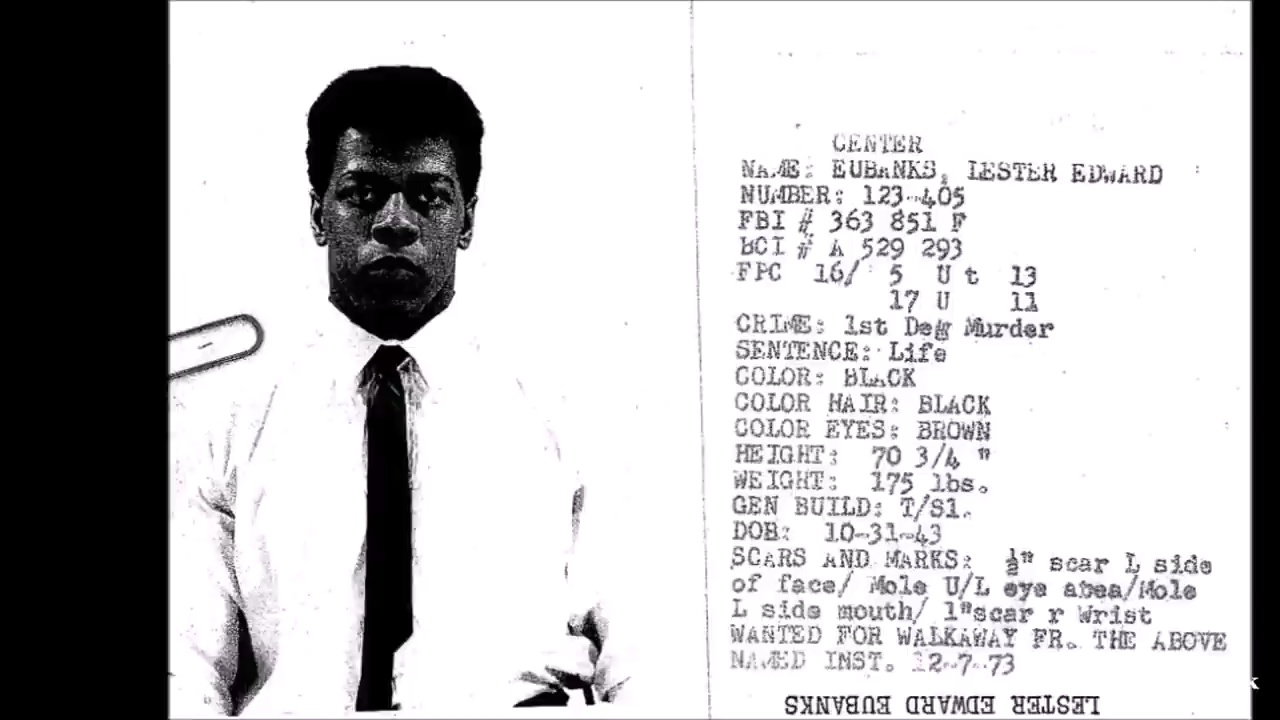 CENTER
NAME: EUBANKS, LESTER EDWARD
NUMBER: 123-405
FBI # 363 851 F
BCI # A 529 293
FPC 16/ 5 U t 13
17 U 11
CRIME: 1st Deg Murder
SENTENCE: Life
COLOR: BLACK
COLOR HAIR: BLACK
COLOR EYES: BROWN
HEIGHT: 70 3/4 "
WEIGHT: 175 lbs.
GEN BUILD: T/Sl.
DOB: 10-31-43
SCARS AND MARKS: ½" scar L side
of face/ Mole U/L eye abea/Mole
L side mouth/ 1"scar r Wrist
WANTED FOR WALKAWAY FR. THE ABOVE
NAMED INST. 12-7-73
LESTER EDWARD EUBANKS
k